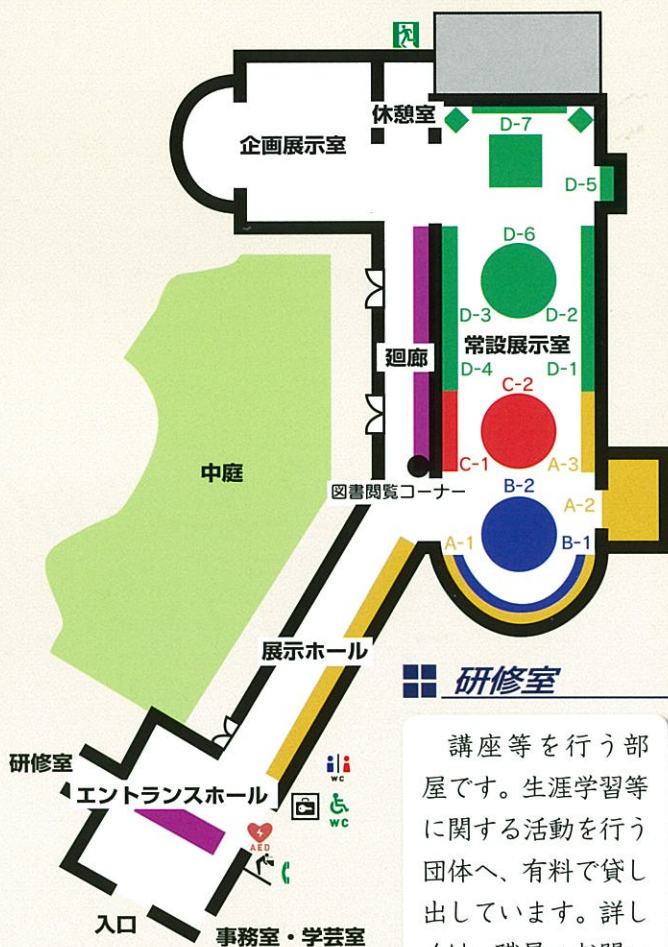 休憩室
企画展示室
D-7
D-5
D-6
D-3
D-2
常設展示室
廻廊
D-4
D-1
C-2
中庭
C-1
A-3
図書閲覧コーナー
B-2
A-2
A-1
B-1
展示ホール
研修室
研修室
エントランスホール
WC
WC
AED
入口
事務室・学芸室
講座等を行う部
屋です。生涯学習等
に関する活動を行う
団体へ、有料で貸し
出しています。詳し